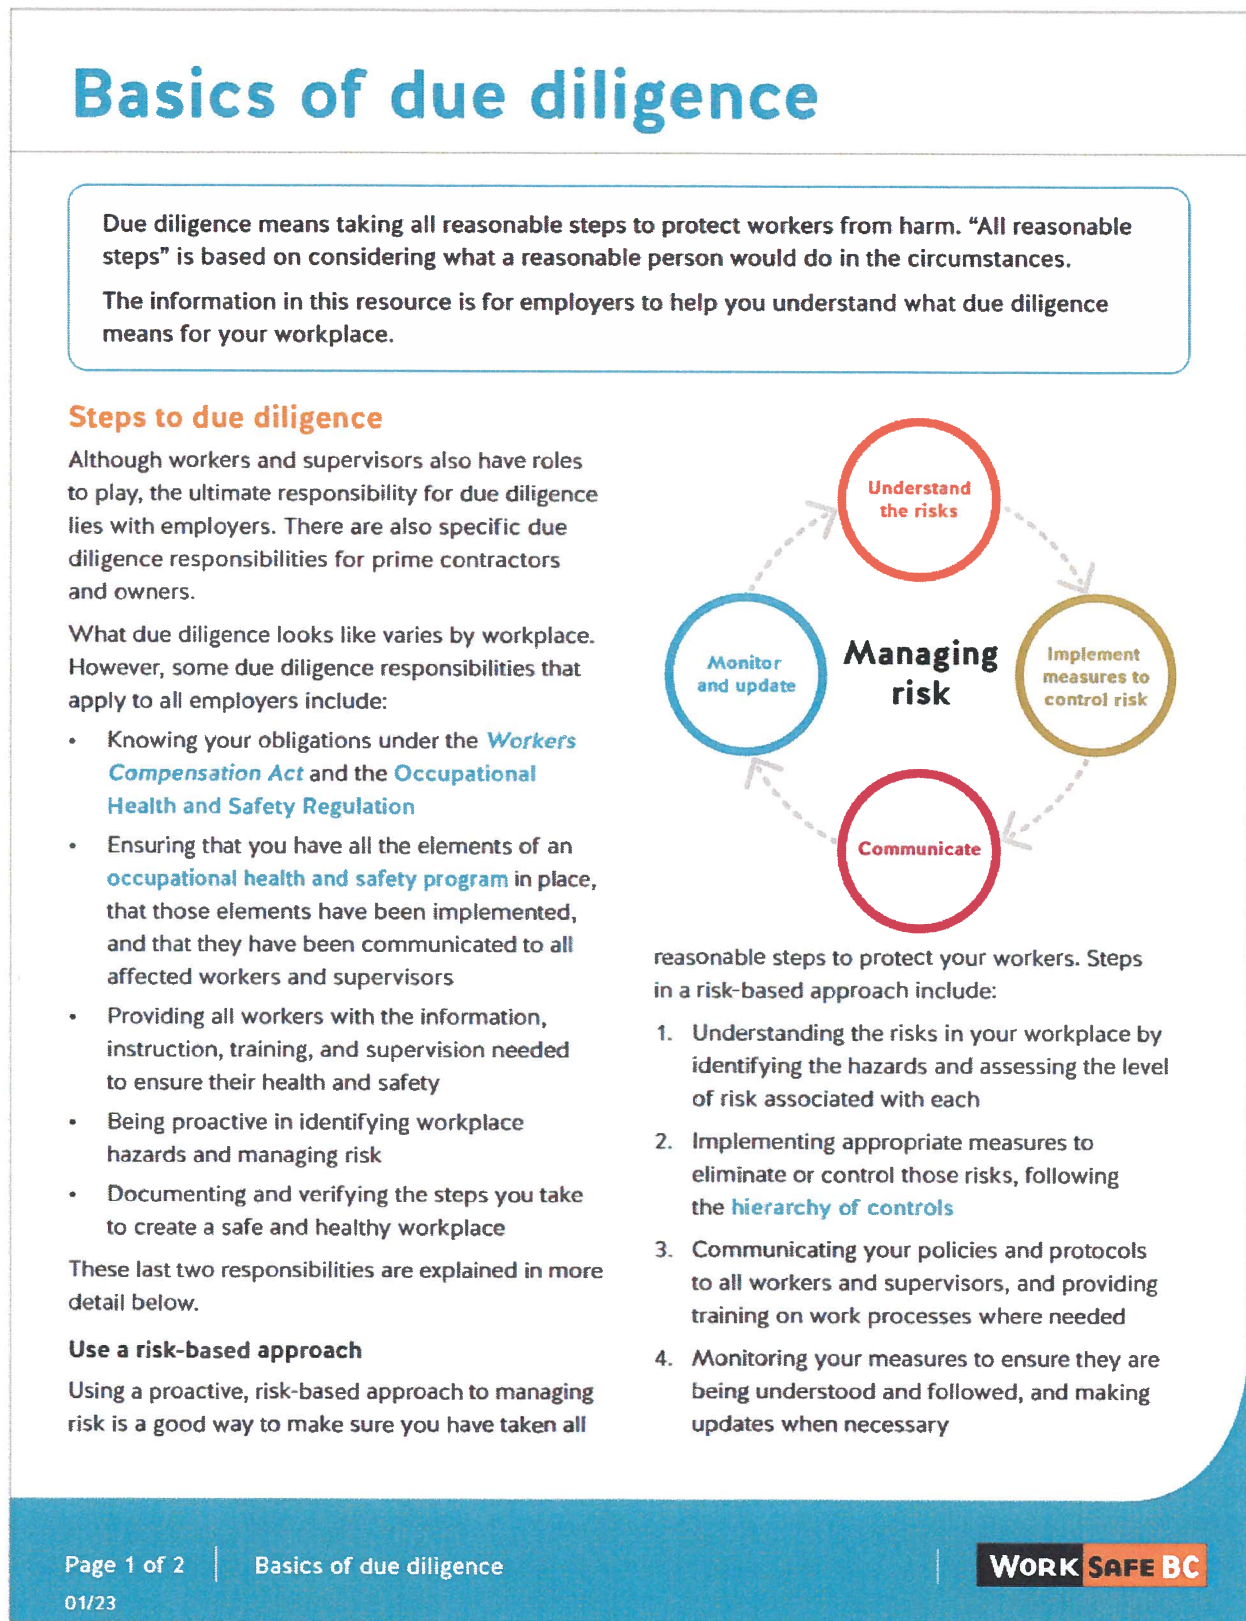 Basics of due diligence
Due diligence means taking all reasonable steps to protect workers from harm. “All reasonable
steps” is based on considering what a reasonable person would do in the circumstances.
The information in this resource is for employers to help you understand what due diligence
means for your workplace.
Steps to due diligence
Although workers and supervisors also have roles
to play, the ultimate responsibility for due diligence
lies with employers. There are also specific due
diligence responsibilities for prime contractors
and owners.
What due diligence looks like varies by workplace.
However, some due diligence responsibilities that
apply to all employers include:
• Knowing your obligations under the Workers
Compensation Act and the Occupational
Health and Safety Regulation
• Ensuring that you have all the elements of an
occupational health and safety program in place,
that those elements have been implemented,
and that they have been communicated to all
affected workers and supervisors
• Providing all workers with the information,
instruction, training, and supervision needed
to ensure their health and safety
• Being proactive in identifying workplace
hazards and managing risk
• Documenting and verifying the steps you take
to create a safe and healthy workplace
These last two responsibilities are explained in more
detail below.
Use a risk-based approach
Using a proactive, risk-based approach to managing
risk is a good way to make sure you have taken all
Understand
the risks
Implement
measures to
control risk
Communicate
Monitor
and update
Managing
risk
reasonable steps to protect your workers. Steps
in a risk-based approach include:
1. Understanding the risks in your workplace by
identifying the hazards and assessing the level
of risk associated with each
2. Implementing appropriate measures to
eliminate or control those risks, following
the hierarchy of controls
3. Communicating your policies and protocols
to all workers and supervisors, and providing
training on work processes where needed
4. Monitoring your measures to ensure they are
being understood and followed, and making
updates when necessary
Page 1 of 2 | Basics of due diligence
01/23
WORK SAFE BC